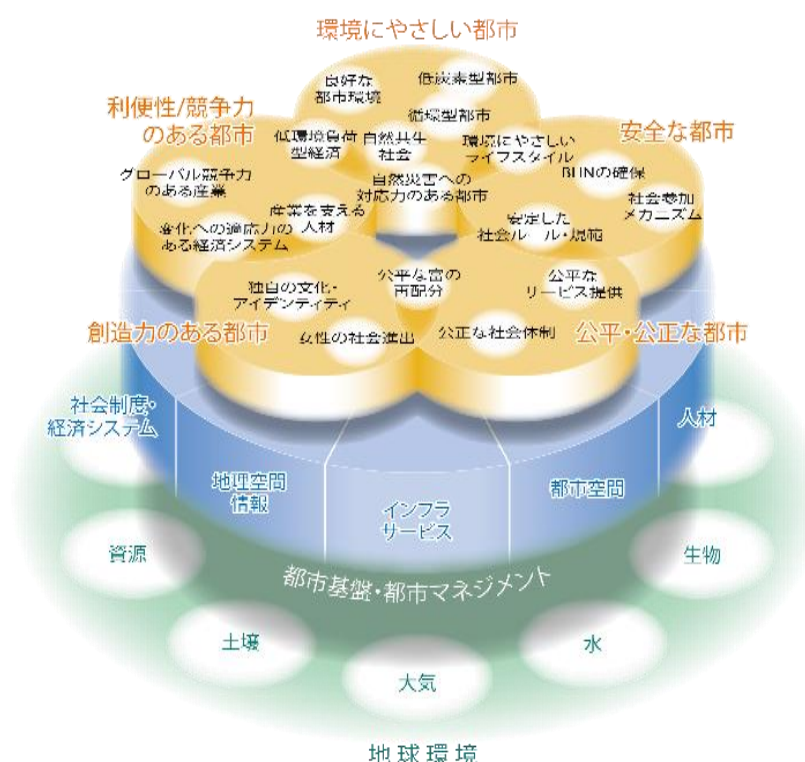 環境にやさしい都市
良好な
都市環境
低炭素型都市
循環型都市
利便性/競争力
のある都市
低環境負荷
型経済
自然共生
社会
環境にやさしい
ライフスタイル
安全な都市
グローバル競争力
のある産業
自然災害への
対応力のある都市
BHNの確保
社会参加
メカニズム
産業を支える
人材
変化への適応力の
ある経済システム
安定した
社会ルール・規範
独自の文化・
アイデンティティ
公平な富の
再配分
公平な
サービス提供
創造力のある都市
女性の社会進出
公正な社会体制
公平・公正な都市
社会制度・
経済システム
地理空間
情報
インフラ
サービス
都市空間
人材
都市基盤・都市マネジメント
資源
土壌
大気
水
生物
地球環境